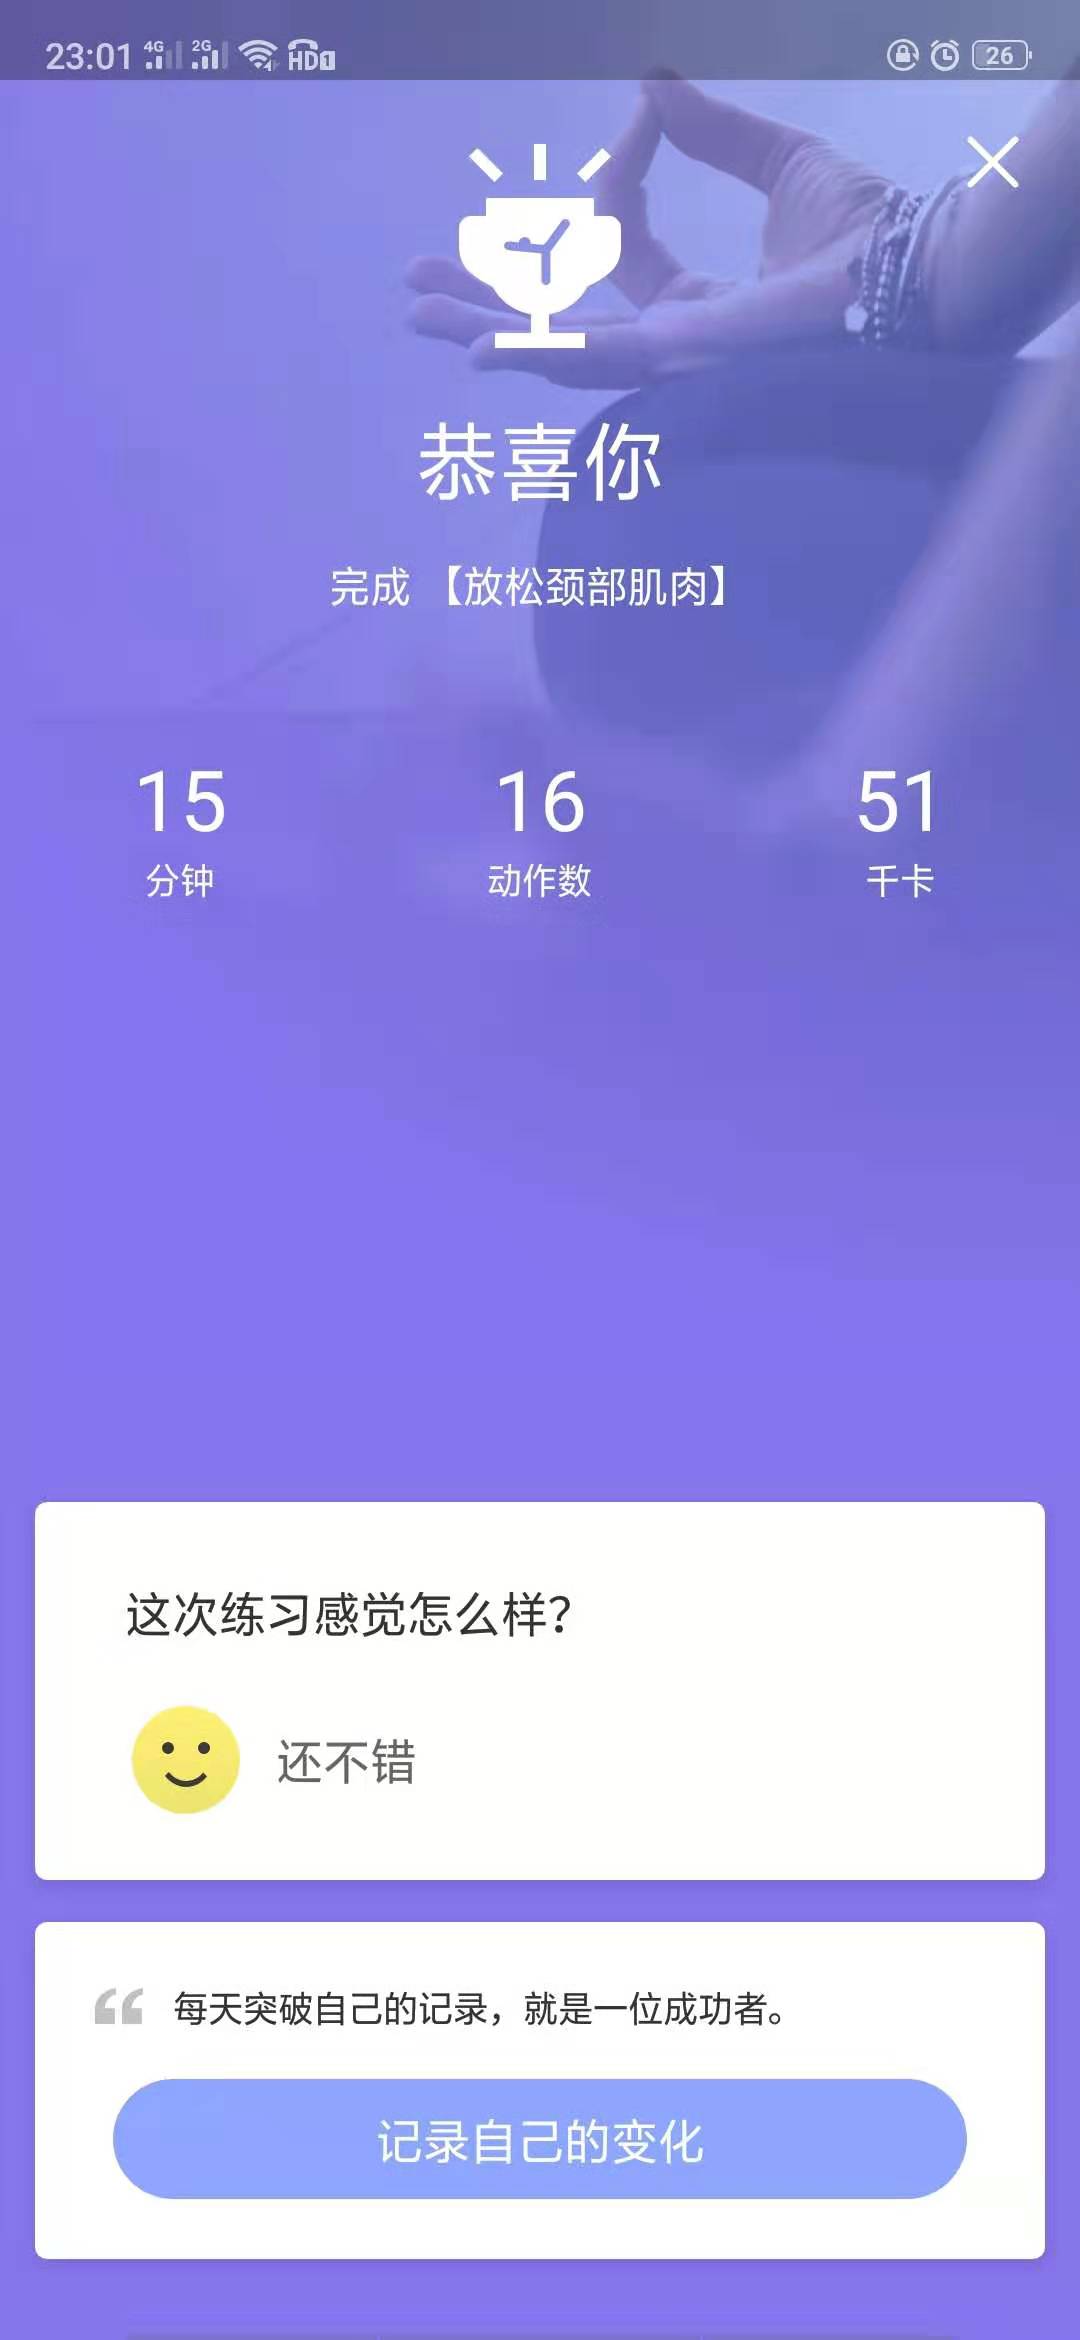 23:01 4G 2G HD1 26
恭喜你
完成 【放松颈部肌肉】
15 16 51
分钟 动作数 千卡
这次练习感觉怎么样？
还不错
“ 每天突破自己的记录，就是一位成功者。
记录自己的变化